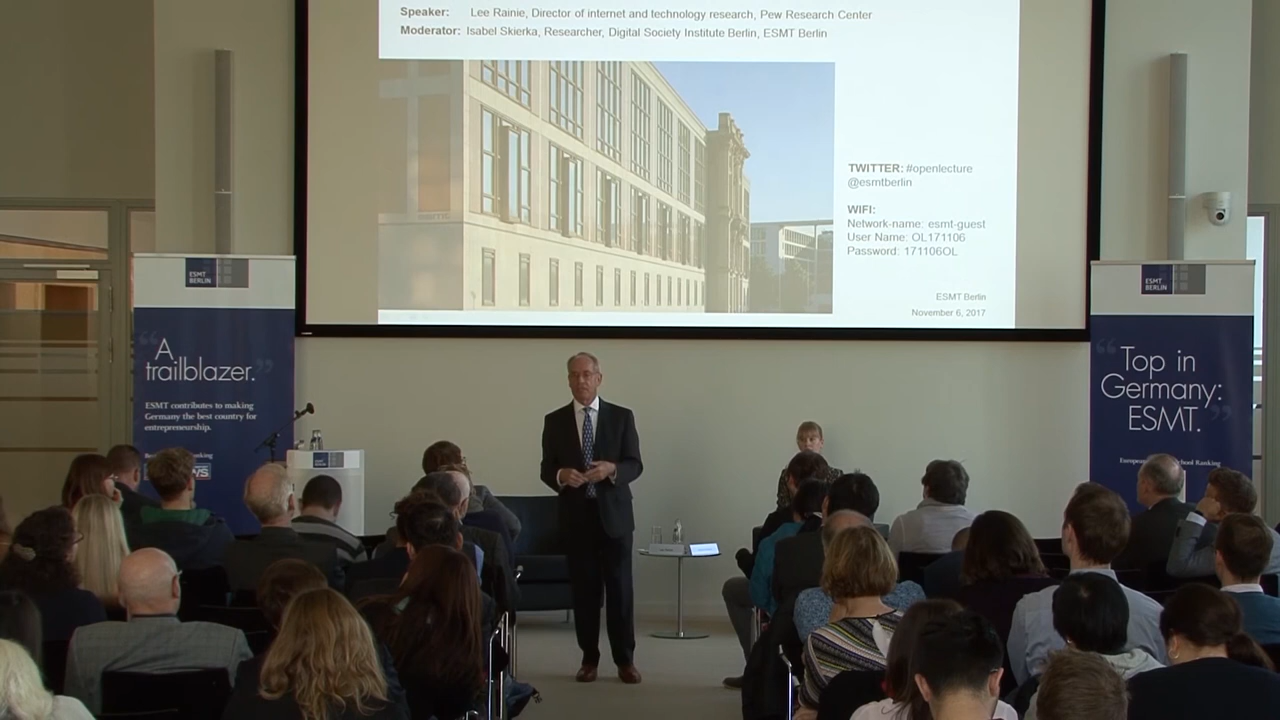 Speaker: Lee Rainie, Director of internet and technology research, Pew Research Center
Moderator: Isabel Skierka, Researcher, Digital Society Institute Berlin, ESMT Berlin
TWITTER: #openlecture
@esmtberlin
WIFI:
Network-name: esmt-guest
User Name: OL171106
Password: 171106OL
ESMT Berlin
November 6, 2017
ESMT
BERLIN
“A
trailblazer.”
ESMT contributes to making
Germany the best country for
entrepreneurship.
ESMT
BERLIN
“Top in
Germany:
ESMT.”
ESMT
BERLIN